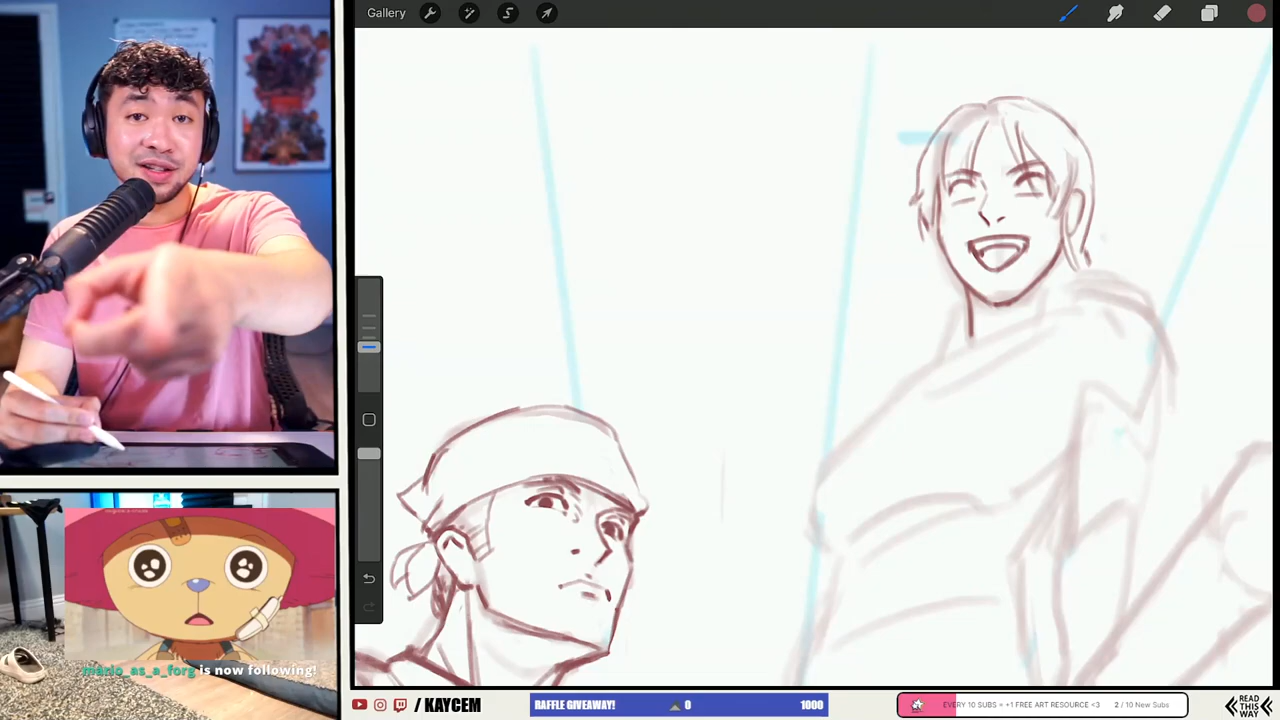 Gallery
mario_as_a_forg is now following!
/ KAYCEM
RAFFLE GIVEAWAY!
0
1000
EVERY 10 SUBS = +1 FREE ART RESOURCE <3
2 / 10 New Subs
READ
THIS
WAY